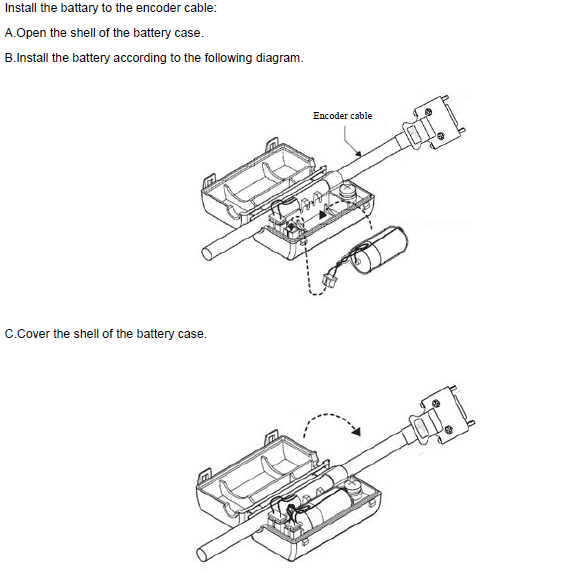 Install the battary to the encoder cable:
A.Open the shell of the battery case.
B.Install the battery according to the following diagram.
Encoder cable
C.Cover the shell of the battery case.